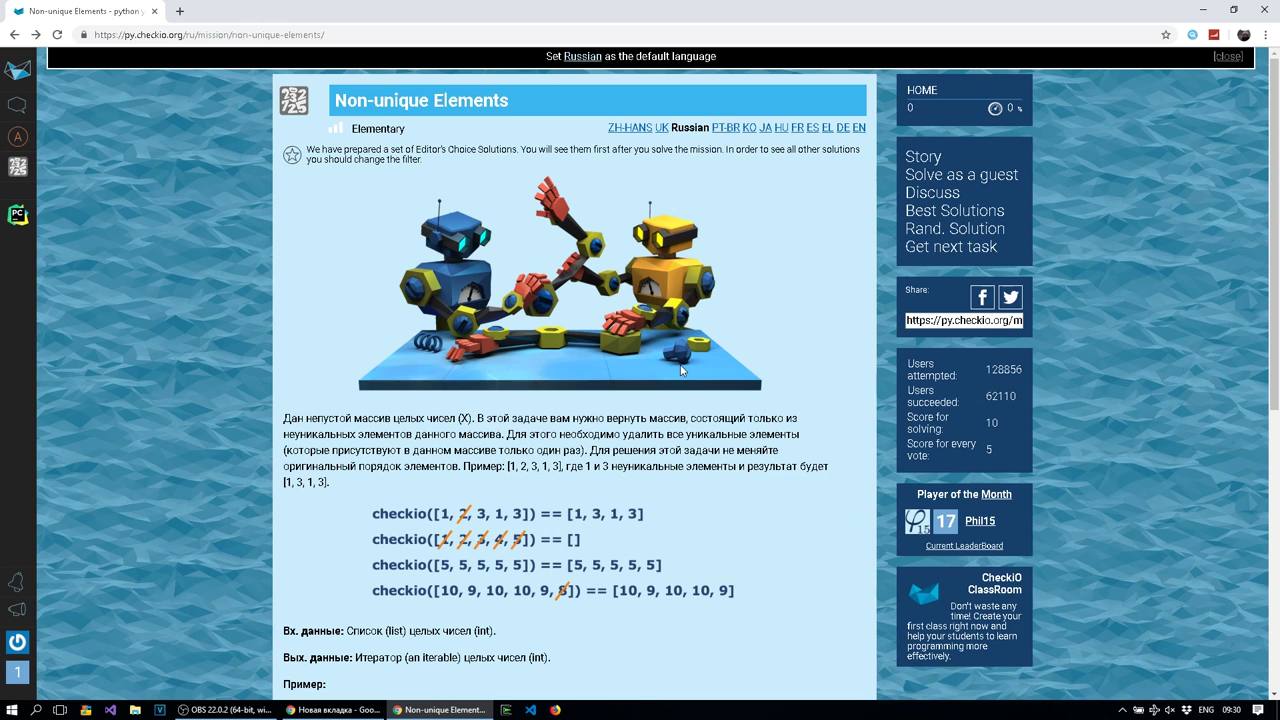 Non-unique Elements - python y
https://py.checkio.org/ru/mission/non-unique-elements/
Set Russian as the default language
[close]
Non-unique Elements
Elementary
ZH-HANS UK Russian PT-BR KO JA HU FR ES EL DE EN
We have prepared a set of Editor's Choice Solutions. You will see them first after you solve the mission. In order to see all other solutions
you should change the filter.
Дан непустой массив целых чисел (X). В этой задаче вам нужно вернуть массив, состоящий только из
неуникальных элементов данного массива. Для этого необходимо удалить все уникальные элементы
(которые присутствуют в данном массиве только один раз). Для решения этой задачи не меняйте
оригинальный порядок элементов. Пример: [1, 2, 3, 1, 3], где 1 и 3 неуникальные элементы и результат будет
[1, 3, 1, 3].
checkio([1, 2, 3, 1, 3]) == [1, 3, 1, 3]
checkio([1, 2, 3, 4, 5]) == []
checkio([5, 5, 5, 5, 5]) == [5, 5, 5, 5, 5]
checkio([10, 9, 10, 10, 9, 8]) == [10, 9, 10, 10, 9]
Вх. данные: Список (list) целых чисел (int).
Вых. данные: Итератор (an iterable) целых чисел (int).
Пример:
HOME
0
0 %
Story
Solve as a guest
Discuss
Best Solutions
Rand. Solution
Get next task
Share:
https://py.checkio.org/m
Users
attempted:
128856
Users
succeeded:
62110
Score for
solving:
10
Score for every
vote:
5
Player of the Month
17
Phil15
Current LeaderBoard
CheckiO
ClassRoom
Don't waste any
time! Create your
first class right now and
help your students to learn
programming more
effectively.
A
PC
1
OBS 22.0.2 (64-bit, wi...
Новая вкладка - Goo...
Non-unique Element...
ENG
09:30